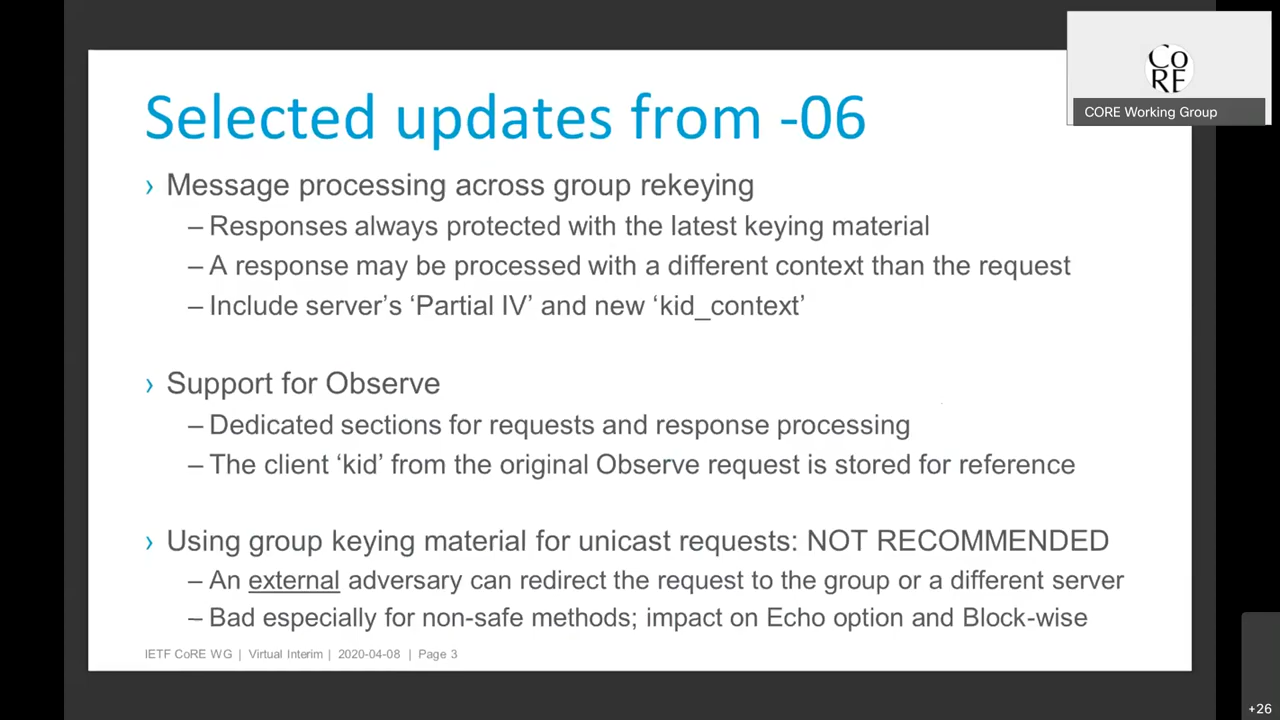 Selected updates from -06
› Message processing across group rekeying
– Responses always protected with the latest keying material
– A response may be processed with a different context than the request
– Include server’s ‘Partial IV’ and new ‘kid_context’
› Support for Observe
– Dedicated sections for requests and response processing
– The client ‘kid’ from the original Observe request is stored for reference
› Using group keying material for unicast requests: NOT RECOMMENDED
– An external adversary can redirect the request to the group or a different server
– Bad especially for non-safe methods; impact on Echo option and Block-wise
IETF CoRE WG | Virtual Interim | 2020-04-08 | Page 3
Co
RE
CORE Working Group
+26